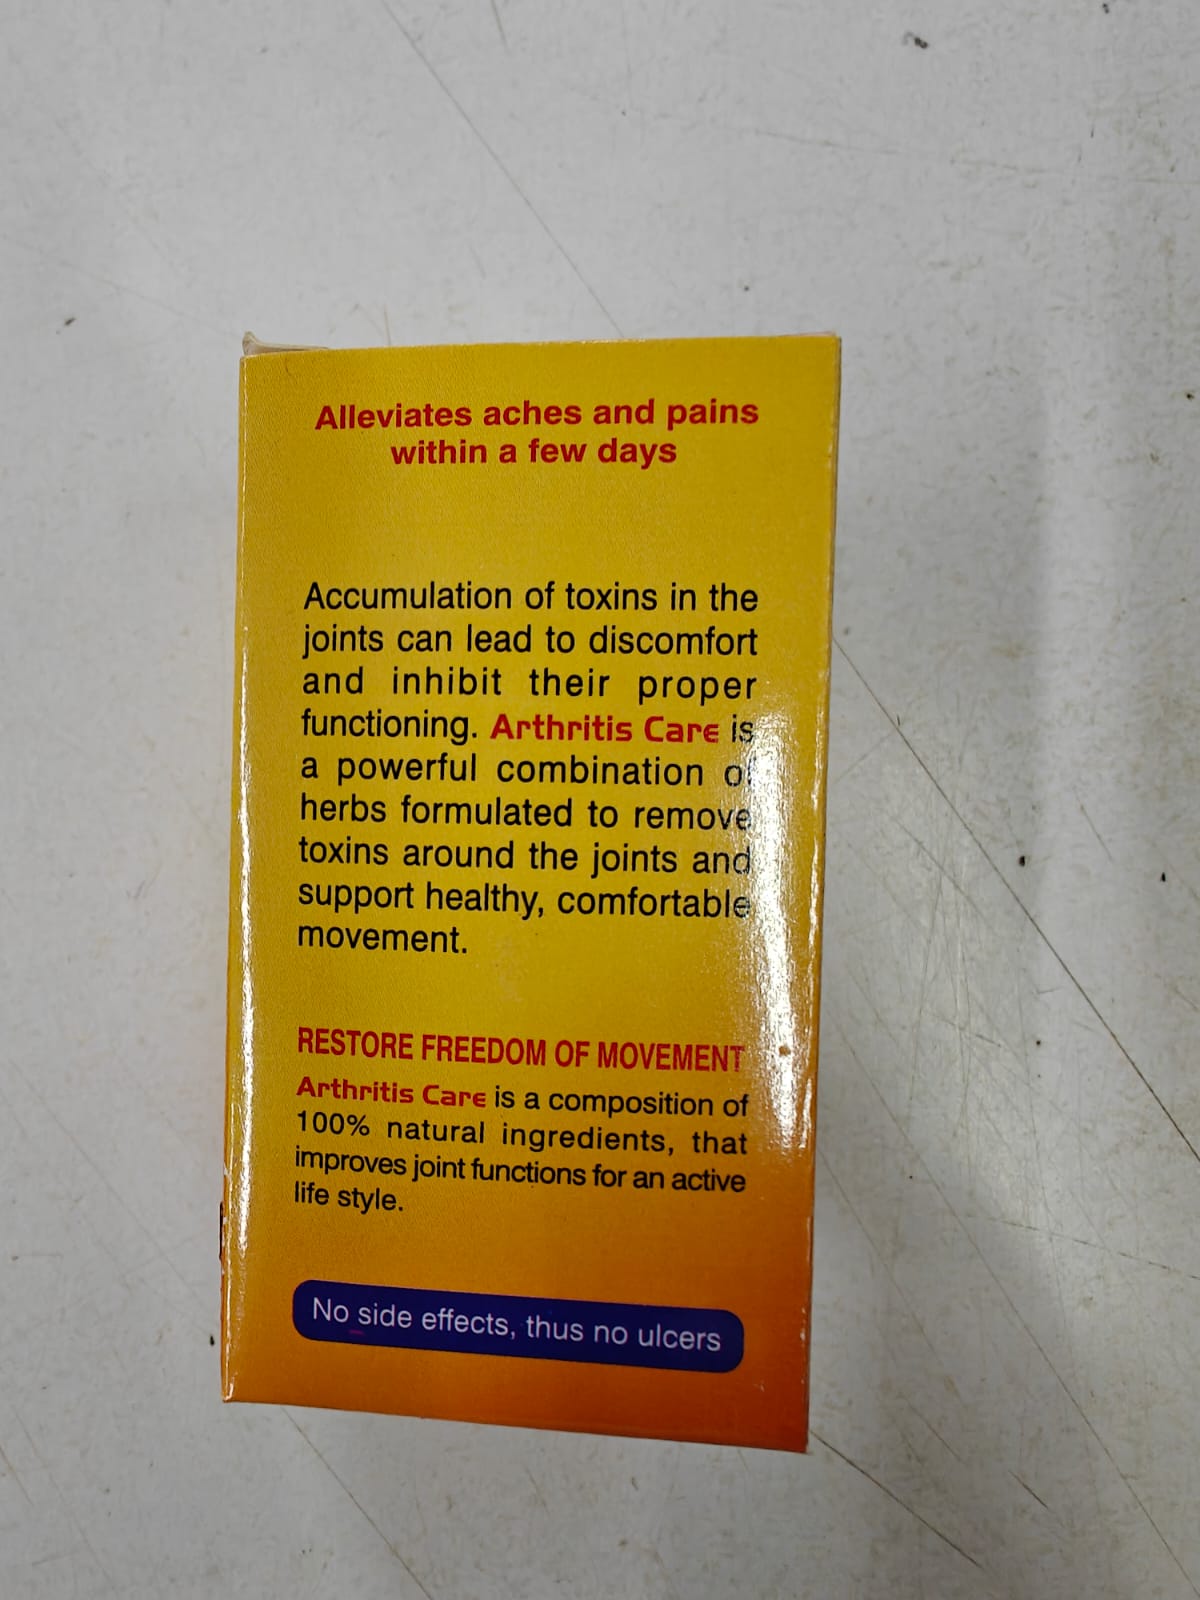 Alleviates aches and pains
within a few days
Accumulation of toxins in the
joints can lead to discomfort
and inhibit their proper
functioning. Arthritis Care is
a powerful combination of
herbs formulated to remove
toxins around the joints and
support healthy, comfortable
movement.
RESTORE FREEDOM OF MOVEMENT
Arthritis Care is a composition of
100% natural ingredients, that
improves joint functions for an active
life style.
No side effects, thus no ulcers